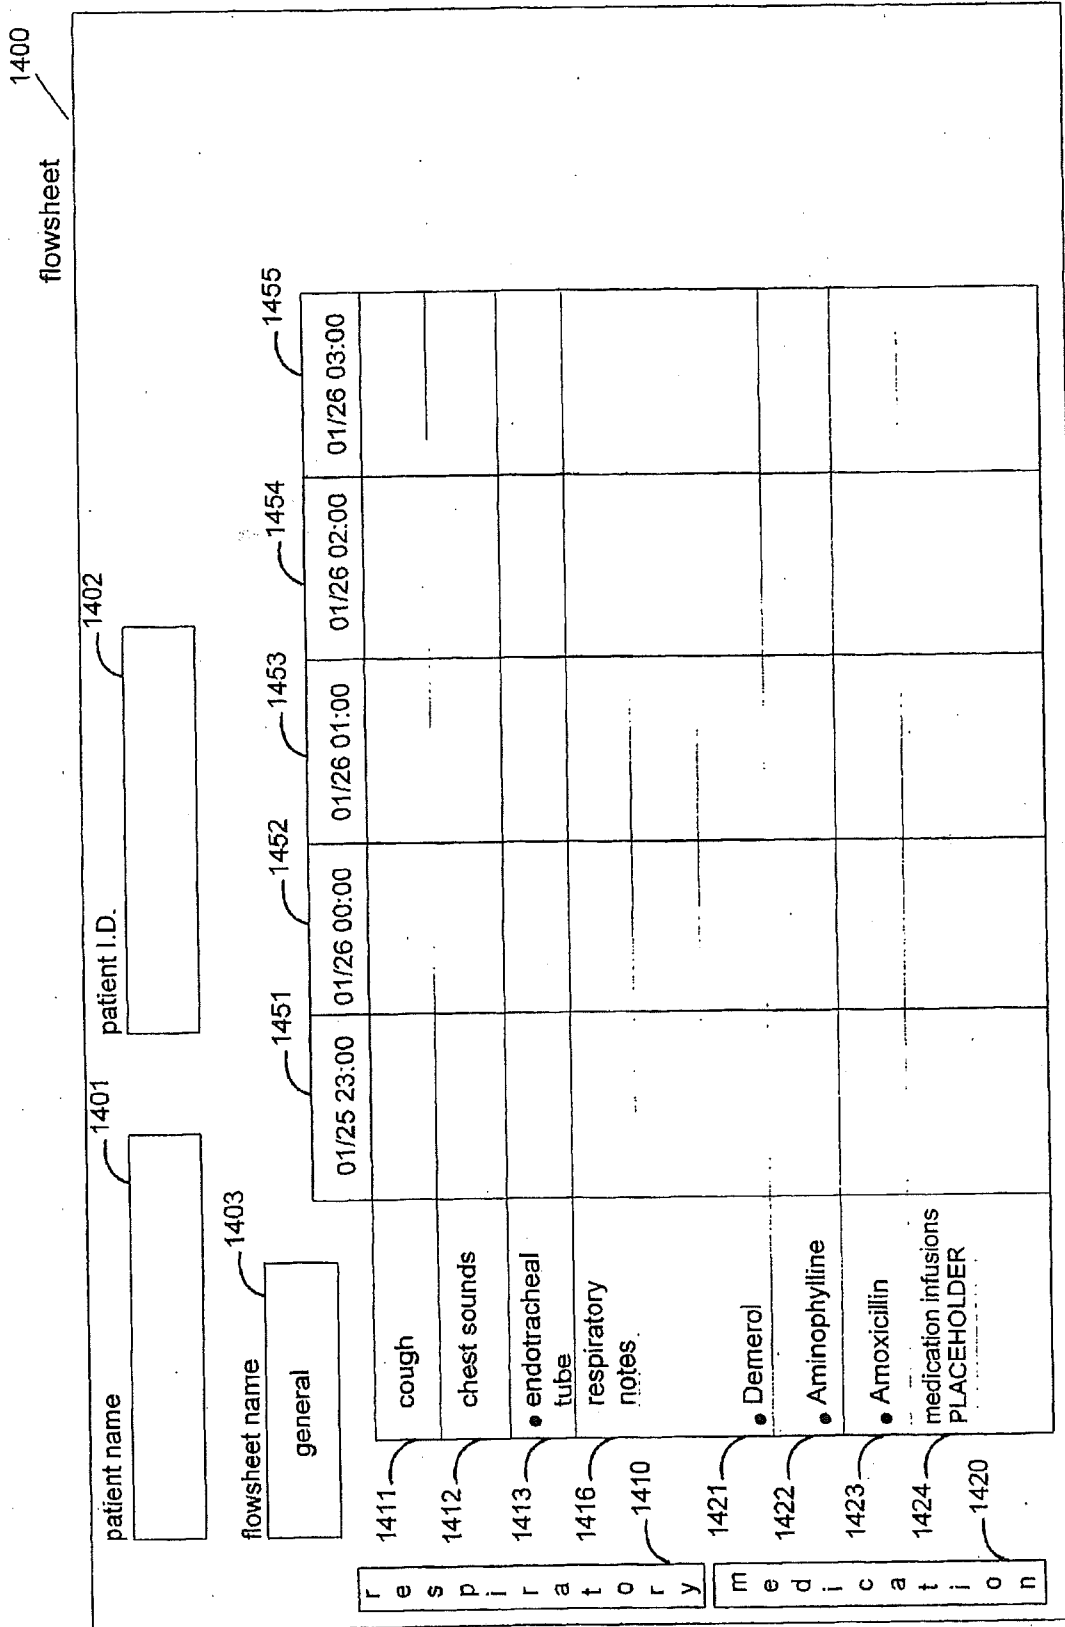 flowsheet
1400
patient name
1401
patient I.D.
1402
flowsheet name
1403
general
1451
1452
1453
1454
1455
01/25 23:00
01/26 00:00
01/26 01:00
01/26 02:00
01/26 03:00
respiratory
1410
1411
cough
1412
chest sounds
1413
• endotracheal
tube
1416
respiratory
notes
medication
1420
1421
• Demerol
1422
• Aminophylline
1423
• Amoxicillin
1424
medication infusions
PLACEHOLDER